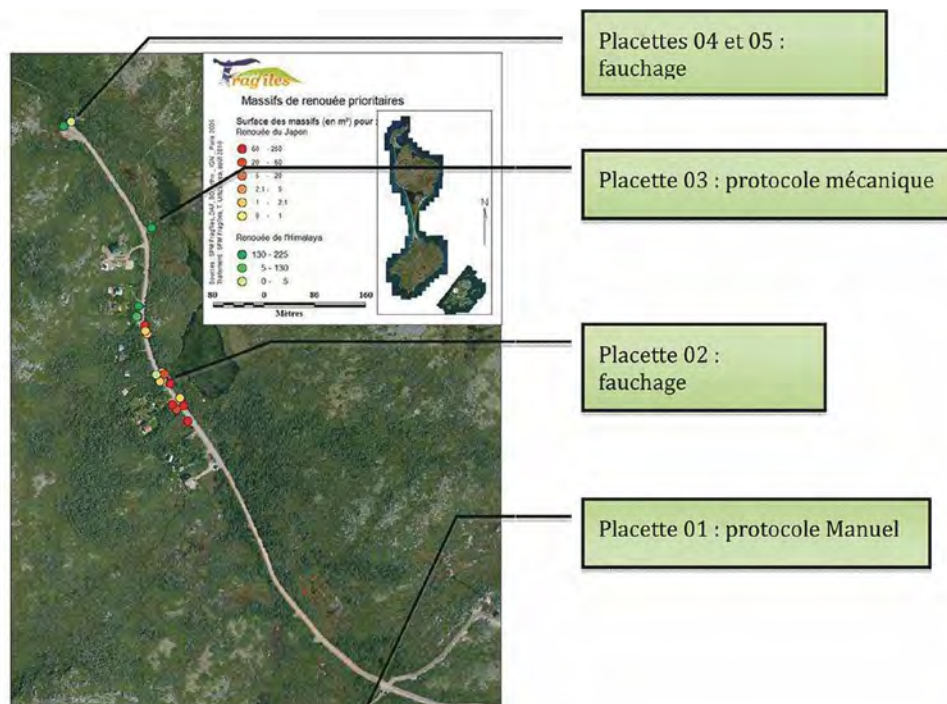 Placettes 04 et 05 :
fauchage
Frag'îles
Massifs de renouée prioritaires
Surface des massifs (en m²) pour :
Renouée du Japon
60 - 250
20 - 60
5 - 20
2,1 - 5
1 - 2,1
0 - 1
Renouée de l'Himalaya
130 - 225
5 - 130
0 - 5
80 0 80 160
Mètres
N
Placette 03 : protocole mécanique
Placette 02 :
fauchage
Placette 01 : protocole Manuel